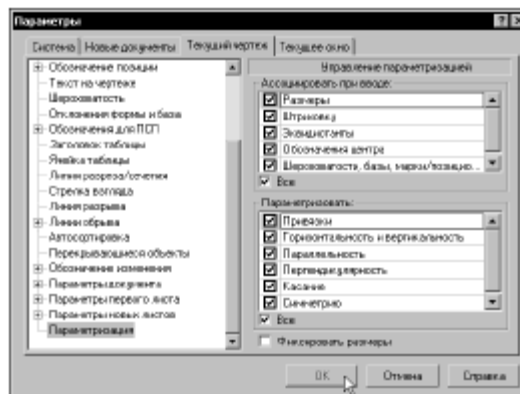 Параметры
Система
Новые документы
Текущий чертеж
Текущее окно
Обозначение позиции
Текст на чертеже
Шероховатость
Отклонения формы и база
Обозначения для ПСП
Заголовок таблицы
Ячейка таблицы
Линии разреза/сечения
Стрелка взгляда
Линия разрыва
Линии обрыва
Автосортировка
Перекрывающиеся объекты
Обозначение изменения
Параметры документа
Параметры первого листа
Параметры новых листов
Параметризация
Управление параметризацией
Ассоциировать при вводе:
Размеры
Штриховку
Эквидистанты
Обозначения центра
Шероховатость, базы, марки/позицио...
Все
Параметризовать:
Привязки
Горизонтальность и вертикальность
Параллельность
Перпендикулярность
Касание
Симметрию
Все
Фиксировать размеры
OK
Отмена
Справка